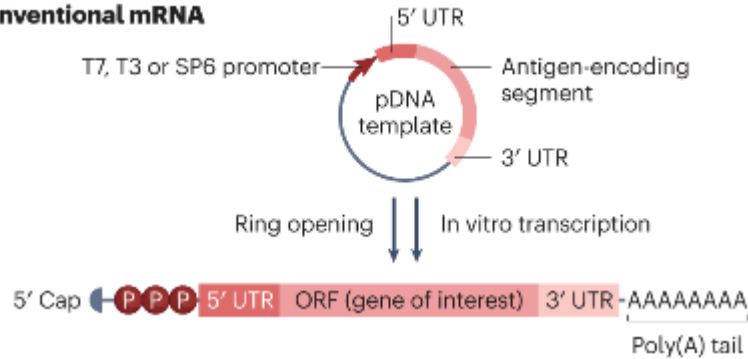 nventional mRNA
5′ UTR
T7, T3 or SP6 promoter
Antigen-encoding
segment
pDNA
template
3′ UTR
Ring opening
In vitro transcription
5′ Cap P P P 5′ UTR ORF (gene of interest) 3′ UTR -AAAAAAAA
Poly(A) tail